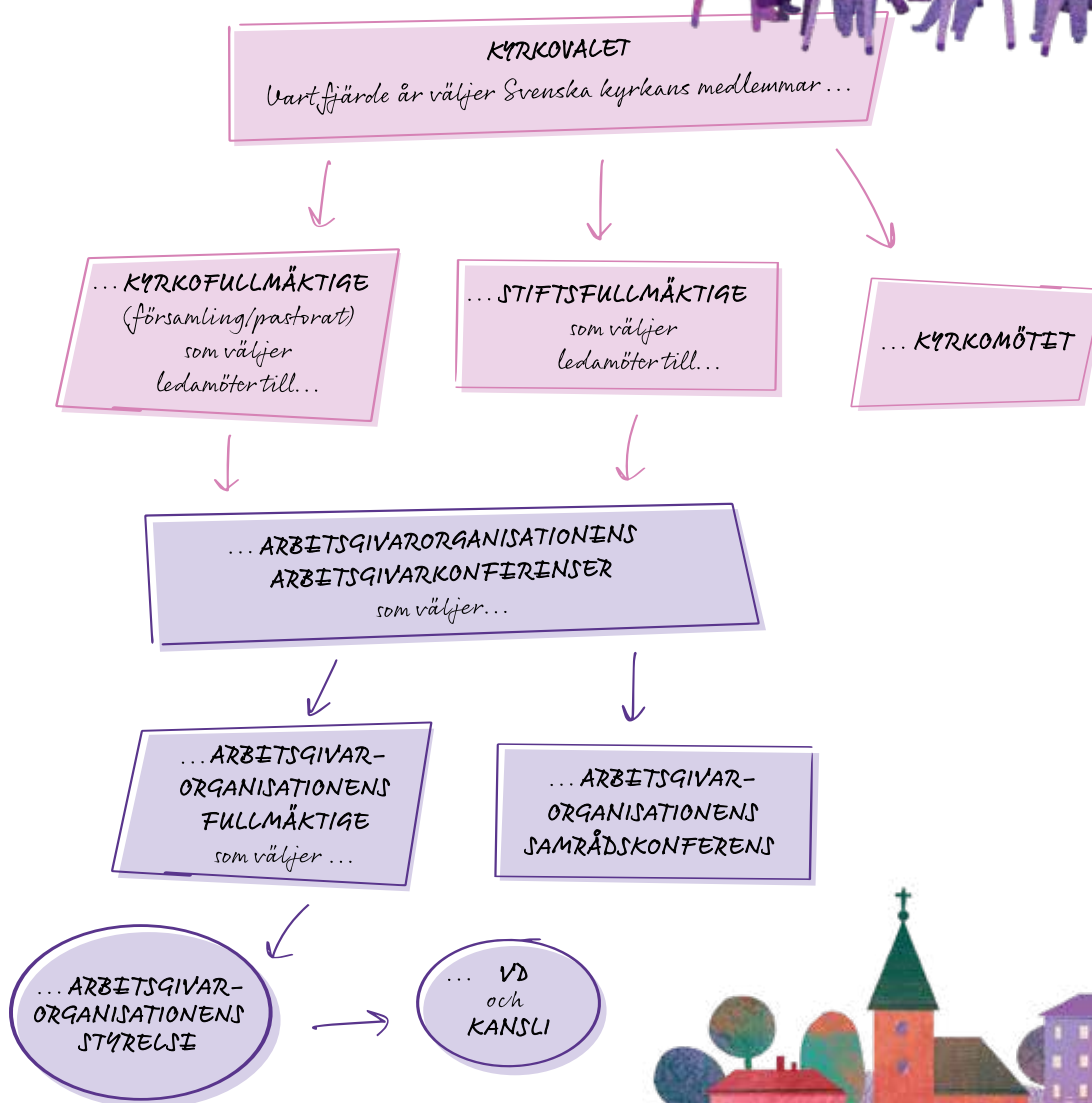 KYRKOVALET
Vart fjärde år väljer Svenska kyrkans medlemmar ...
... KYRKOFULLMÄKTIGE
(församling/pastorat)
som väljer
ledamöter till...
... STIFTSFULLMÄKTIGE
som väljer
ledamöter till...
... KYRKOMÖTET
... ARBETSGIVARORGANISATIONENS
ARBETSGIVARKONFERENSER
som väljer...
... ARBETSGIVAR-
ORGANISATIONENS
FULLMÄKTIGE
som väljer ...
... ARBETSGIVAR-
ORGANISATIONENS
SAMRÅDSKONFERENS
... ARBETSGIVAR-
ORGANISATIONENS
STYRELSE
... VD
och
KANSLI